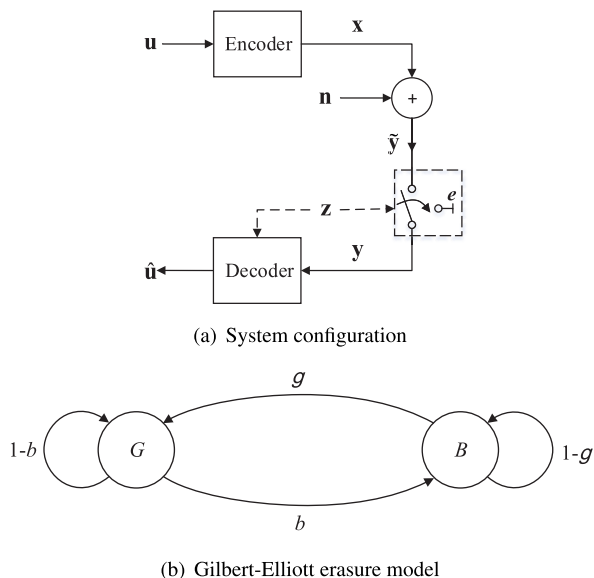 u
Encoder
x
n
+
ỹ
e
z
û
Decoder
y
(a) System configuration
g
1-b
G
B
1-g
b
(b) Gilbert-Elliott erasure model